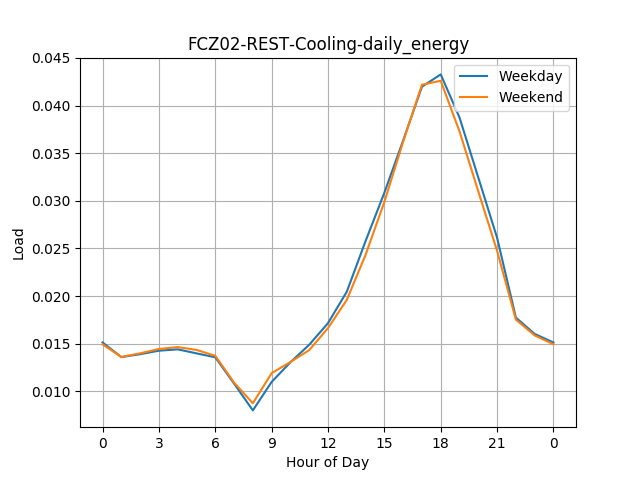 FCZ02-REST-Cooling-daily_energy
Weekday
Weekend
0.045
0.040
0.035
0.030
0.025
0.020
0.015
0.010
Load
0 3 6 9 12 15 18 21 0
Hour of Day